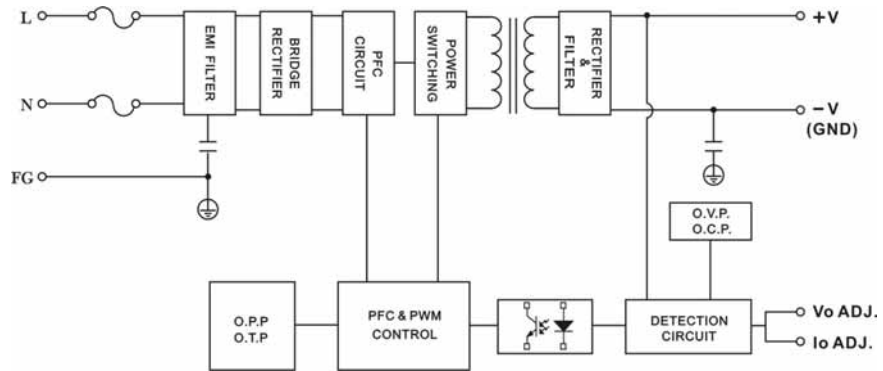 L
N
FG
EMI FILTER
BRIDGE
RECTIFIER
PFC
CIRCUIT
POWER
SWITCHING
RECTIFIER
&
FILTER
+V
−V
(GND)
O.V.P.
O.C.P.
O.P.P
O.T.P
PFC & PWM
CONTROL
DETECTION
CIRCUIT
Vo ADJ.
Io ADJ.